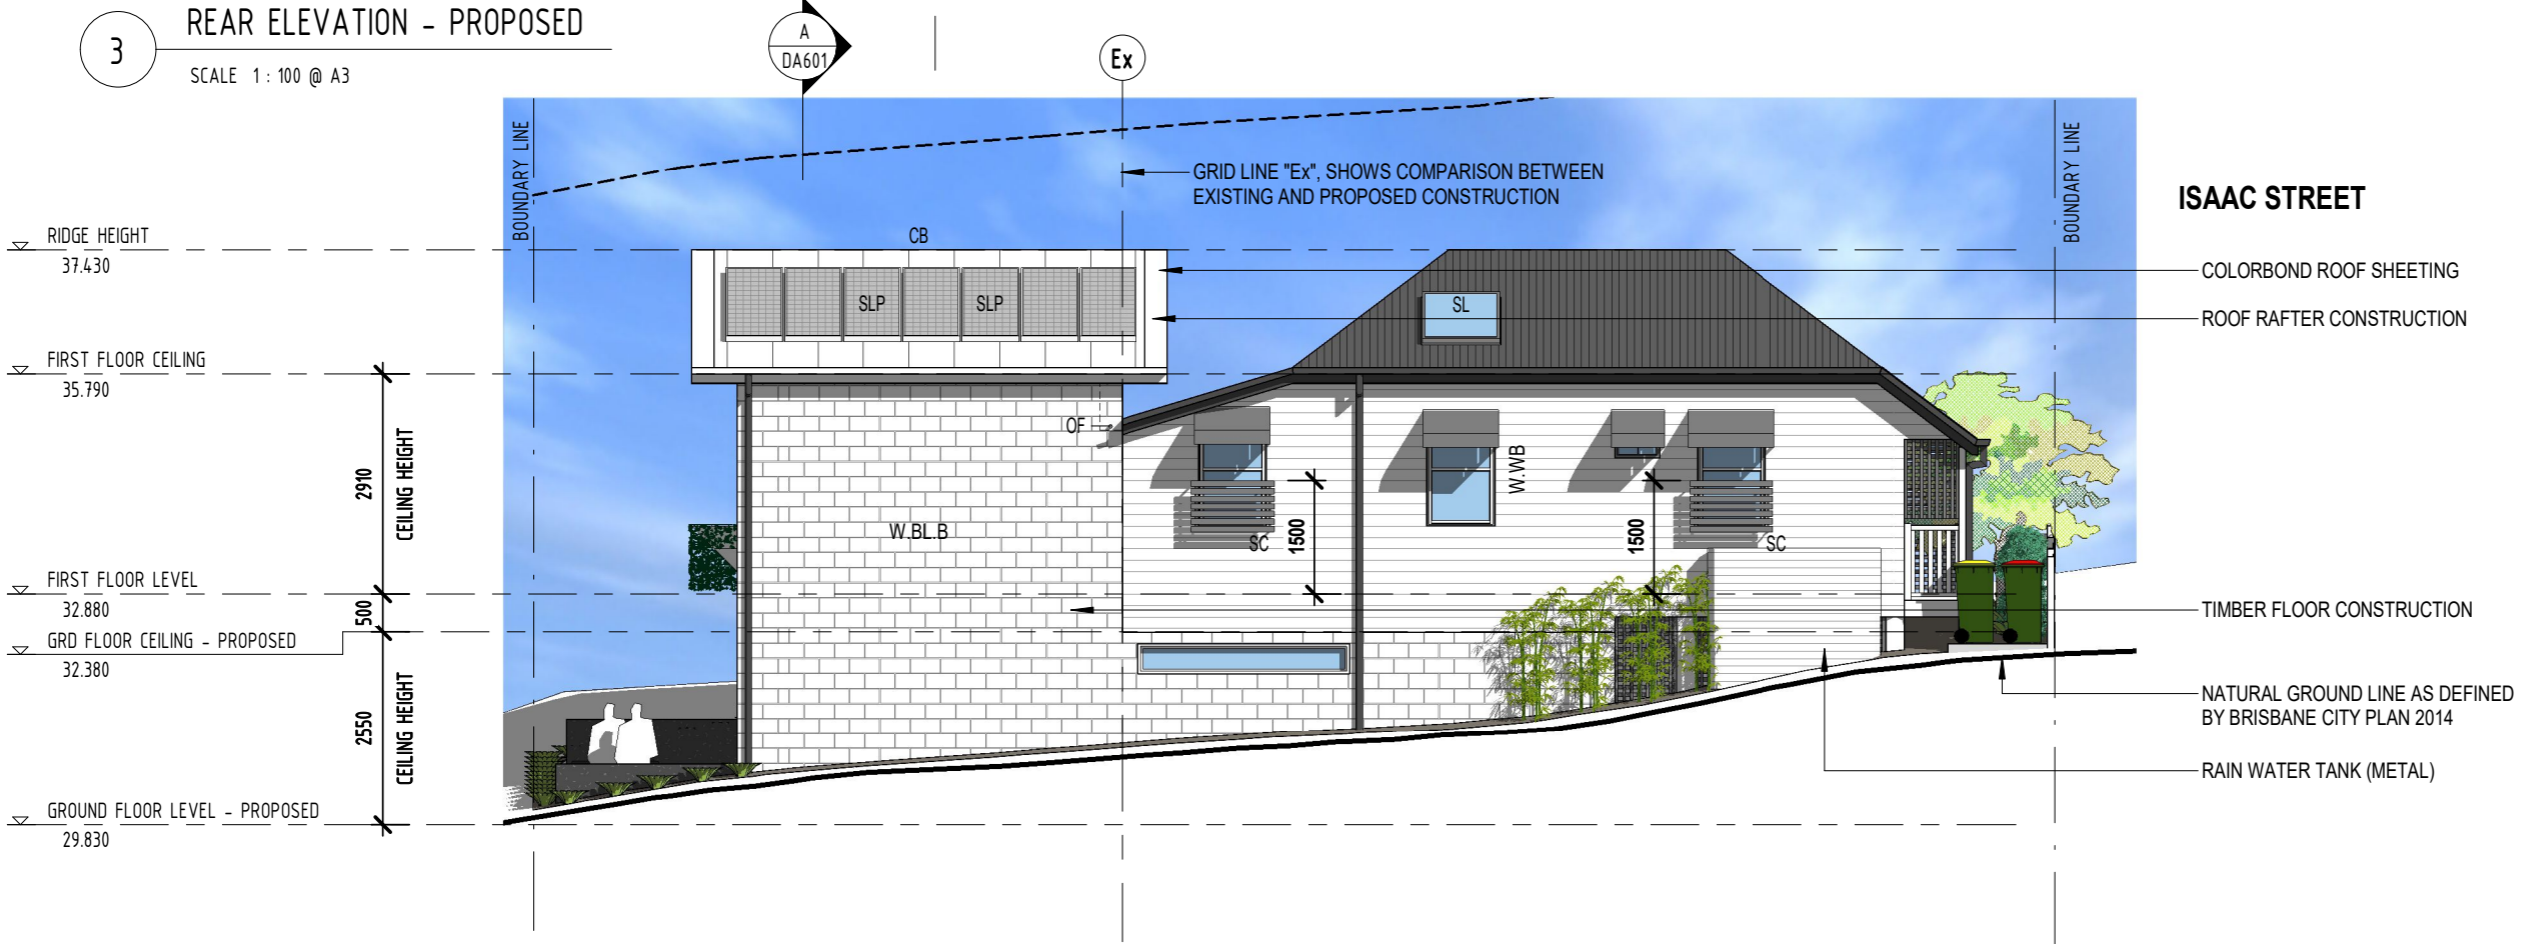 3
REAR ELEVATION - PROPOSED
SCALE 1 : 100 @ A3
A
DA601
Ex
BOUNDARY LINE
GRID LINE "Ex", SHOWS COMPARISON BETWEEN
EXISTING AND PROPOSED CONSTRUCTION
BOUNDARY LINE
ISAAC STREET
RIDGE HEIGHT
37.430
CB
COLORBOND ROOF SHEETING
SLP
SLP
SL
ROOF RAFTER CONSTRUCTION
FIRST FLOOR CEILING
35.790
2910
CEILING HEIGHT
OF
W.WB
W.BL.B
SC
1500
1500
SC
FIRST FLOOR LEVEL
32.880
500
TIMBER FLOOR CONSTRUCTION
GRD FLOOR CEILING - PROPOSED
32.380
2550
CEILING HEIGHT
NATURAL GROUND LINE AS DEFINED
BY BRISBANE CITY PLAN 2014
RAIN WATER TANK (METAL)
GROUND FLOOR LEVEL - PROPOSED
29.830